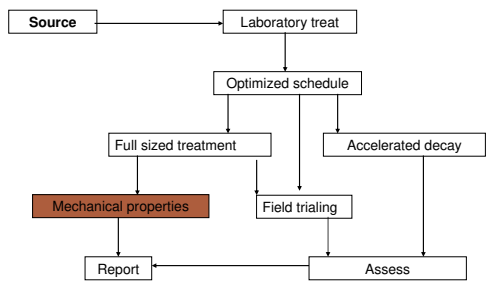 Source
Laboratory treat
Optimized schedule
Full sized treatment
Accelerated decay
Mechanical properties
Field trialing
Report
Assess